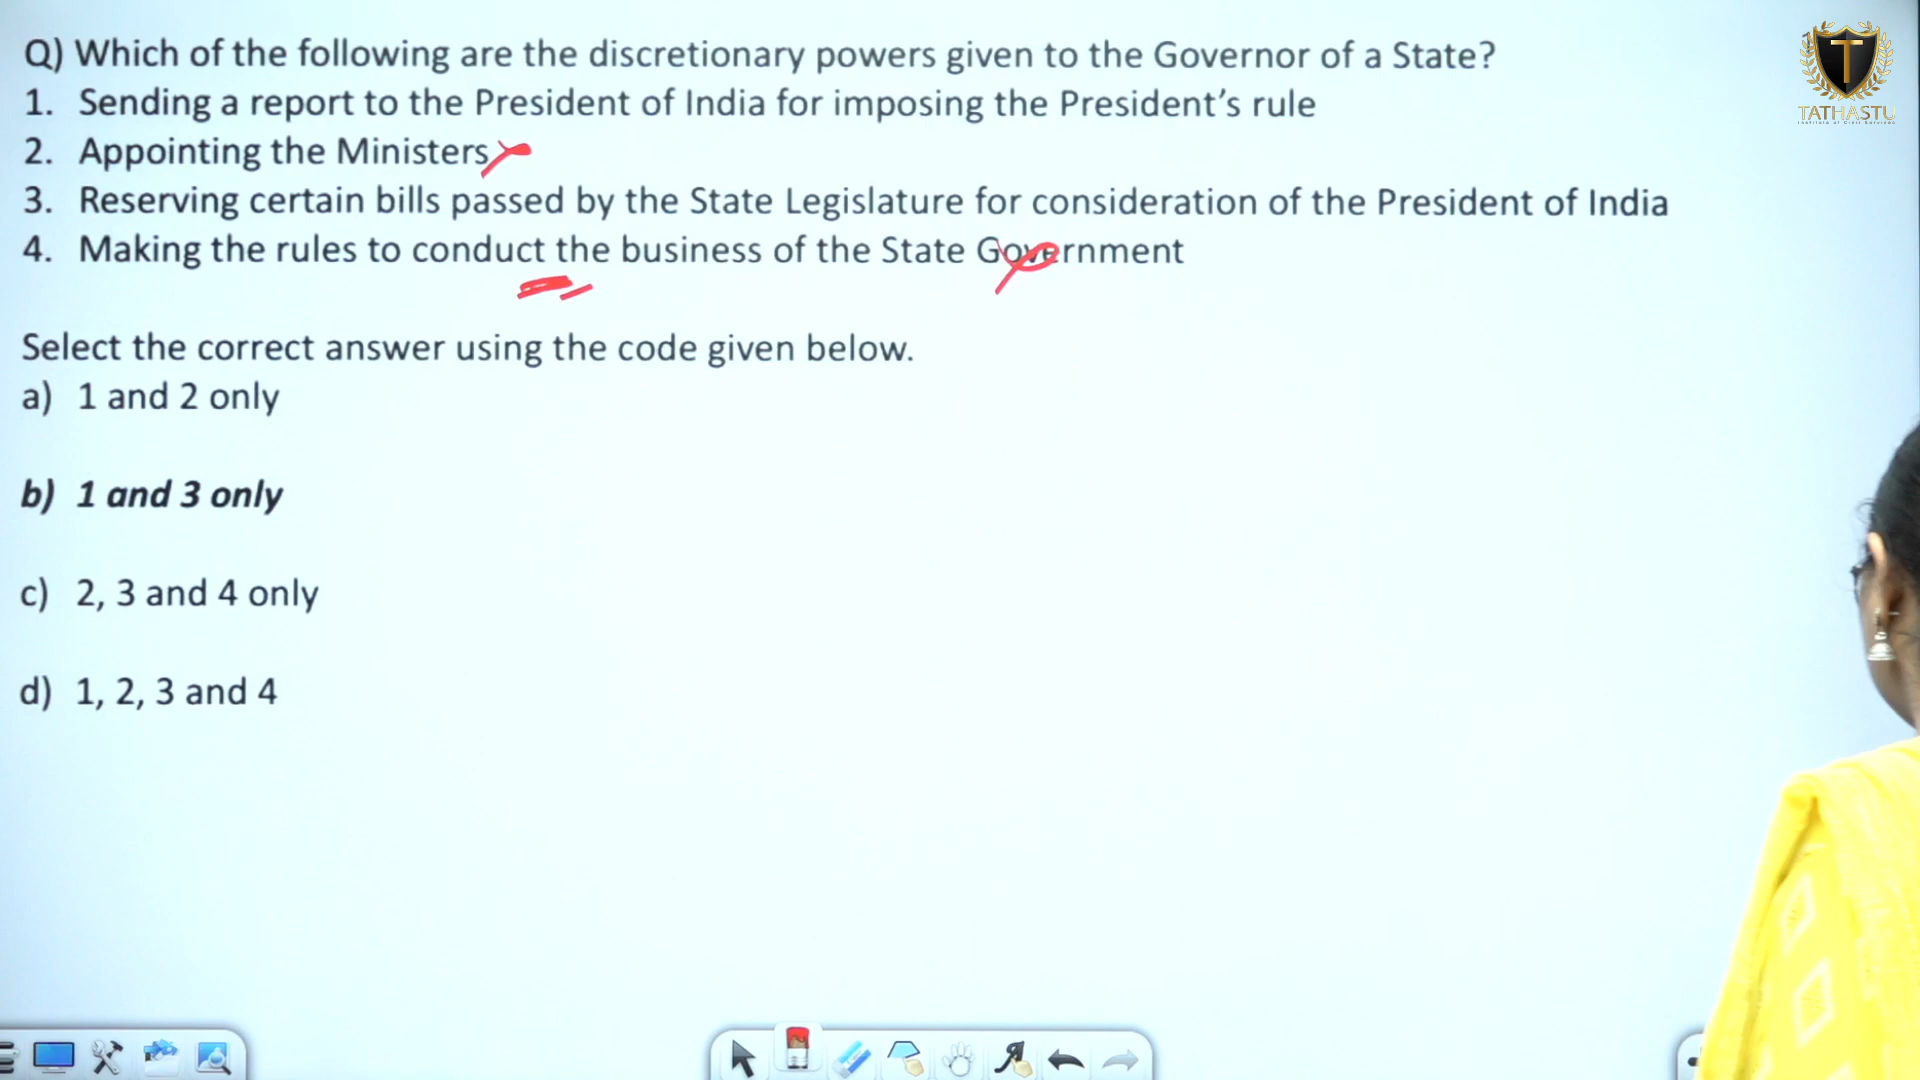 Q) Which of the following are the discretionary powers given to the Governor of a State?
1. Sending a report to the President of India for imposing the President's rule
2. Appointing the Ministers
3. Reserving certain bills passed by the State Legislature for consideration of the President of India
4. Making the rules to conduct the business of the State Government
Select the correct answer using the code given below.
a) 1 and 2 only
b) 1 and 3 only
c) 2, 3 and 4 only
d) 1, 2, 3 and 4
T
TATHASTU
Institute of Civil Services